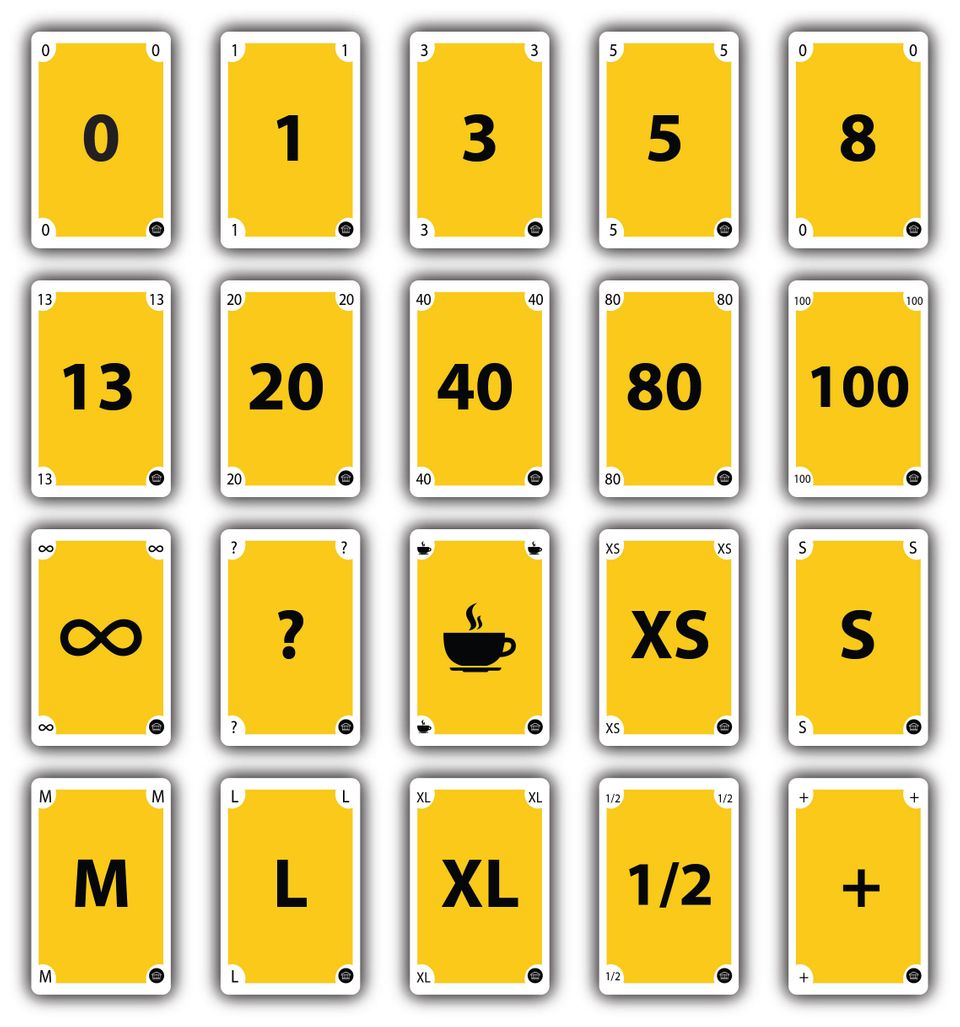 0 0
0
0
1 1
1
1
3 3
3
3
5 5
5
5
0 0
8
0
13 13
13
13
20 20
20
20
40 40
40
40
80 80
80
80
100 100
100
100
∞ ∞
∞
∞
? ?
?
?
XS XS
XS
XS
S S
S
S
M M
M
M
L L
L
L
XL XL
XL
XL
1/2 1/2
1/2
1/2
+ +
+
+